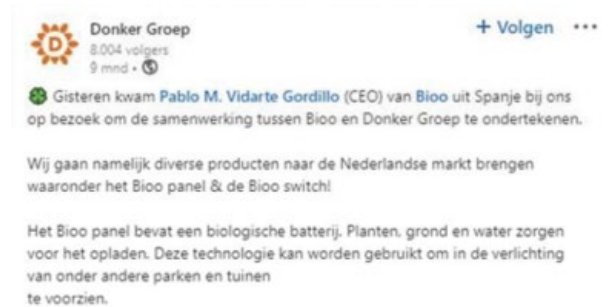 Donker Groep
+ Volgen ...
8.004 volgers
9 mnd •
Gisteren kwam Pablo M. Vidarte Gordillo (CEO) van Bioo uit Spanje bij ons
op bezoek om de samenwerking tussen Bioo en Donker Groep te ondertekenen.
Wij gaan namelijk diverse producten naar de Nederlandse markt brengen
waaronder het Bioo panel & de Bioo switch!
Het Bioo panel bevat een biologische batterij. Planten, grond en water zorgen
voor het opladen. Deze technologie kan worden gebruikt om in de verlichting
van onder andere parken en tuinen
te voorzien.